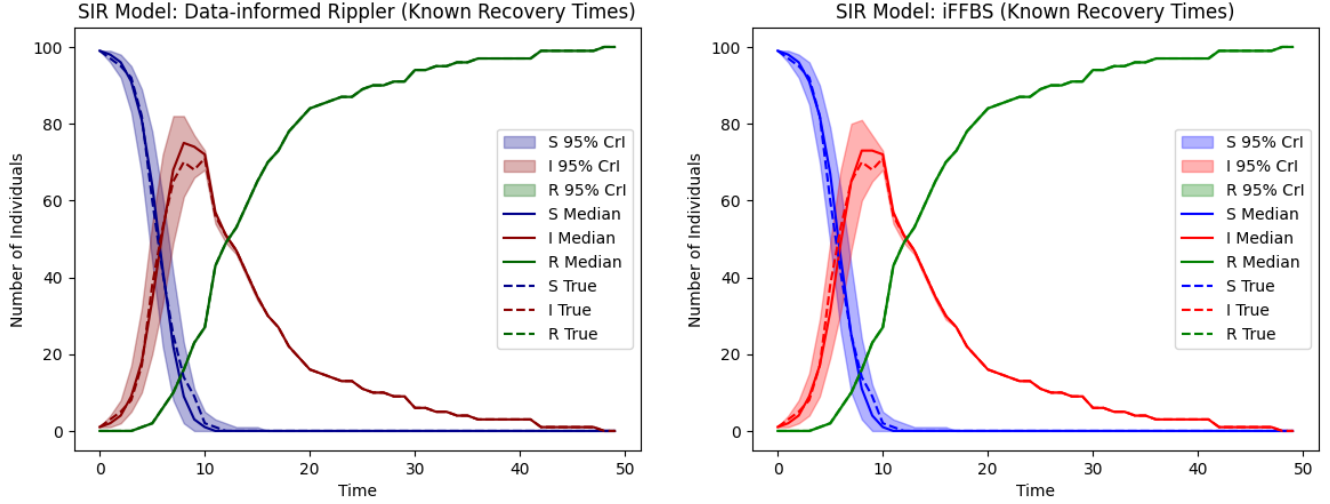 SIR Model: Data-informed Rippler (Known Recovery Times)
Number of Individuals
100
80
60
40
20
0
0
10
20
30
40
50
Time
S 95% CrI
I 95% CrI
R 95% CrI
S Median
I Median
R Median
S True
I True
R True
SIR Model: iFFBS (Known Recovery Times)
Number of Individuals
100
80
60
40
20
0
0
10
20
30
40
50
Time
S 95% CrI
I 95% CrI
R 95% CrI
S Median
I Median
R Median
S True
I True
R True